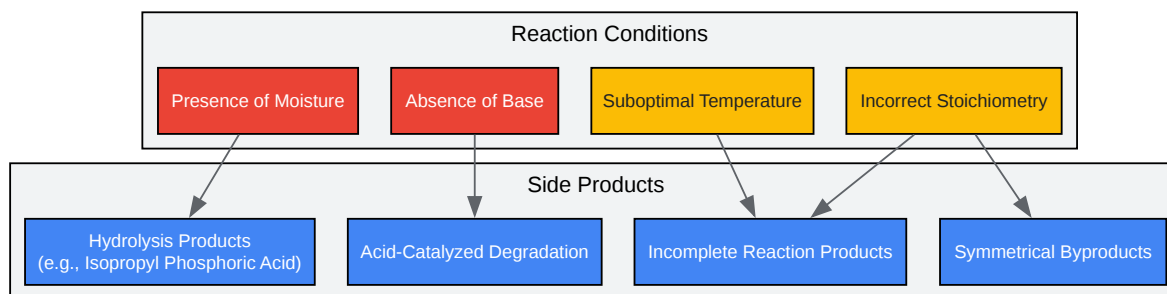 Reaction Conditions
Presence of Moisture
Absence of Base
Suboptimal Temperature
Incorrect Stoichiometry
Side Products
Hydrolysis Products
(e.g., Isopropyl Phosphoric Acid)
Acid-Catalyzed Degradation
Incomplete Reaction Products
Symmetrical Byproducts